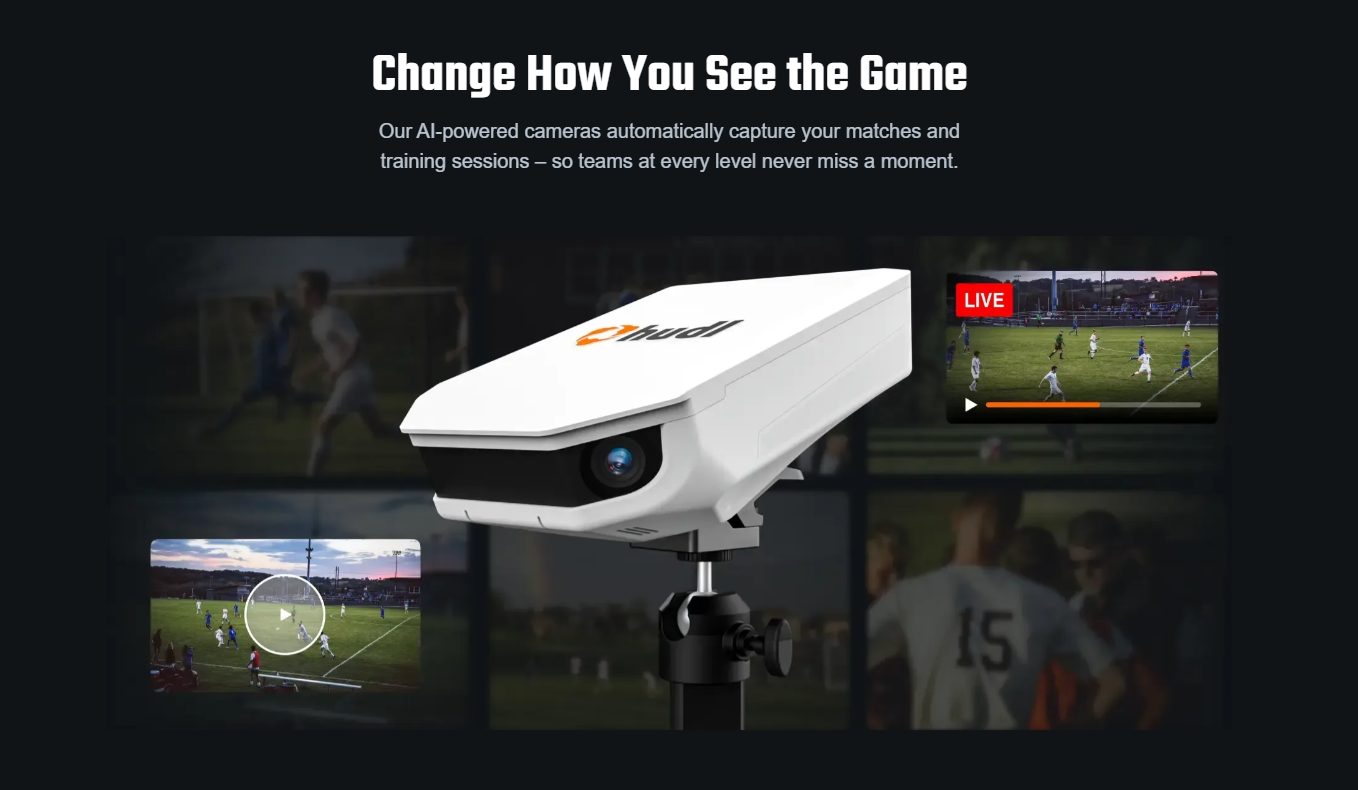 Change How You See the Game
Our AI-powered cameras automatically capture your matches and
training sessions – so teams at every level never miss a moment.
hudl
LIVE
15